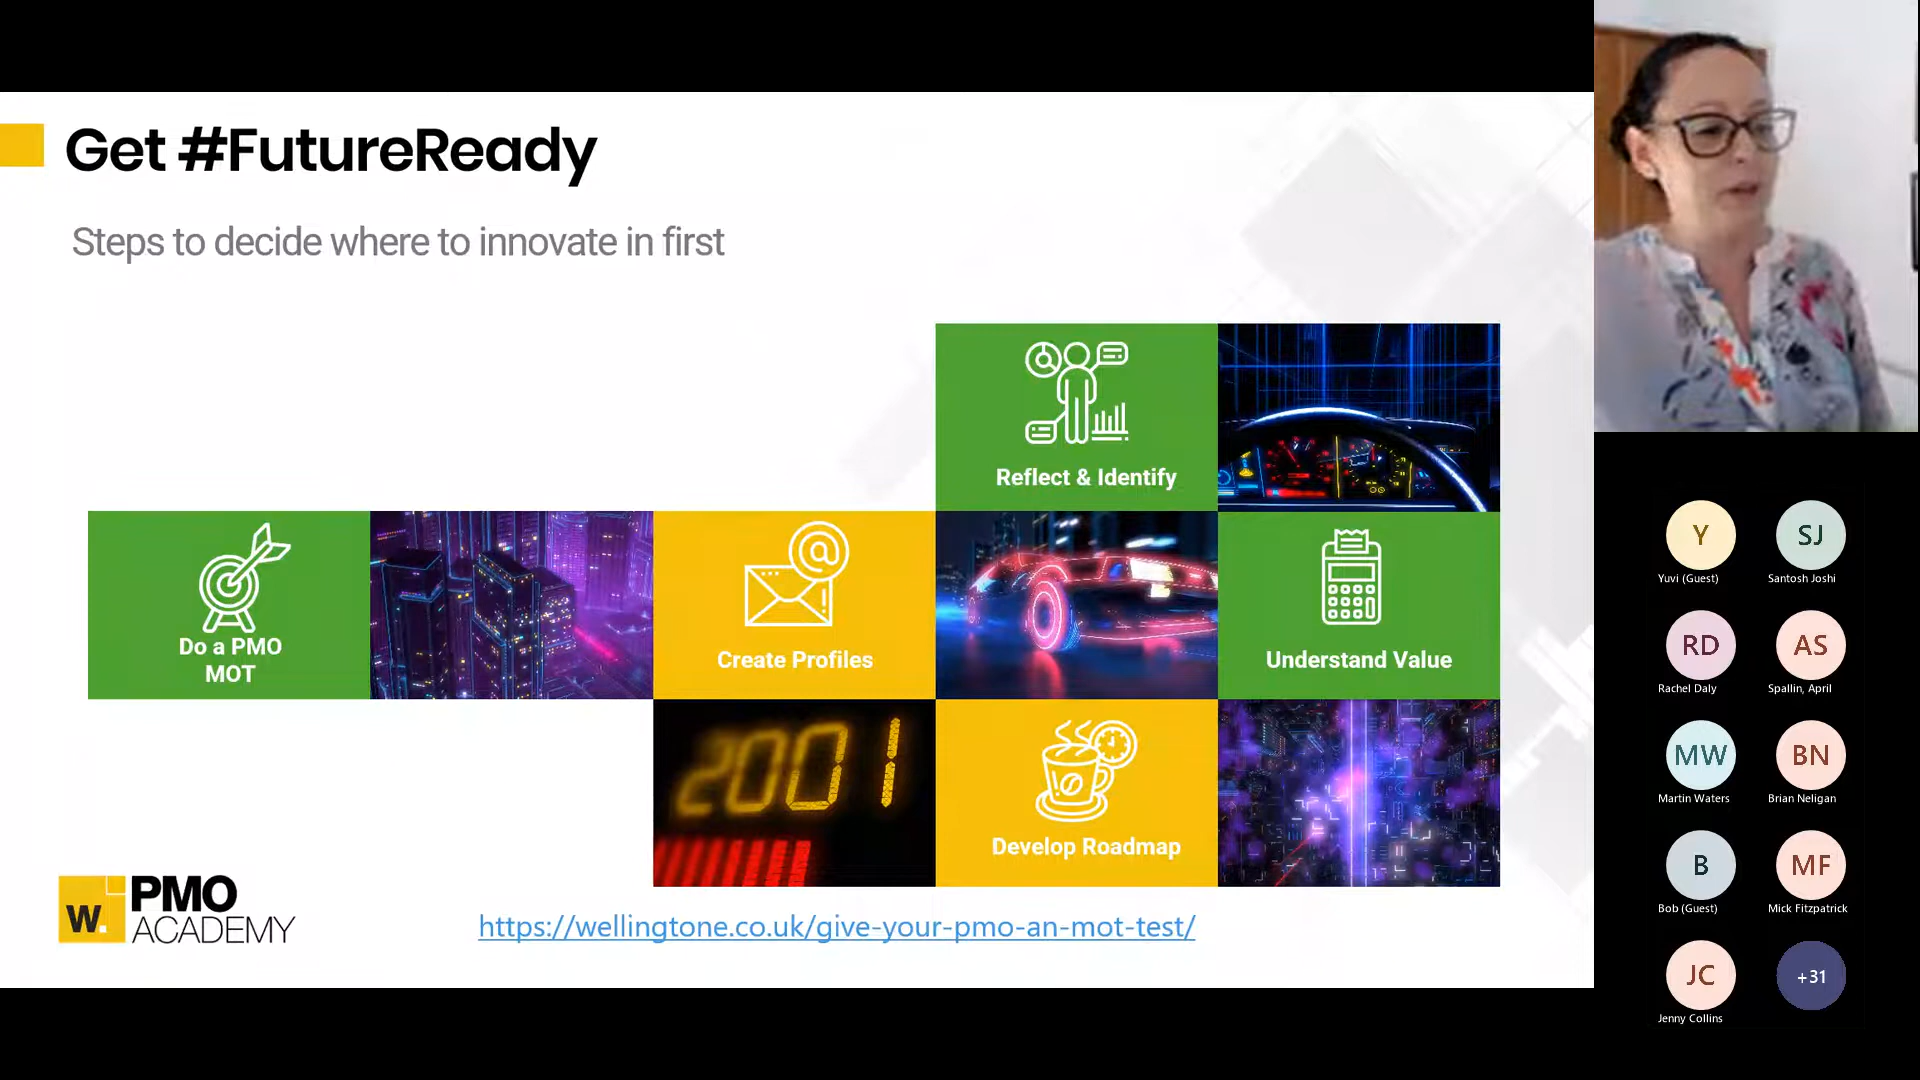 Get #FutureReady
Steps to decide where to innovate in first
Reflect & Identify
Do a PMO
MOT
Create Profiles
Understand Value
2001
Develop Roadmap
W.
PMO
ACADEMY
https://wellingtone.co.uk/give-your-pmo-an-mot-test/
Y
SJ
Yuvi (Guest)
Santosh Joshi
RD
AS
Rachel Daly
Spallin, April
MW
BN
Martin Waters
Brian Neligan
B
MF
Bob (Guest)
Mick Fitzpatrick
JC
+31
Jenny Collins